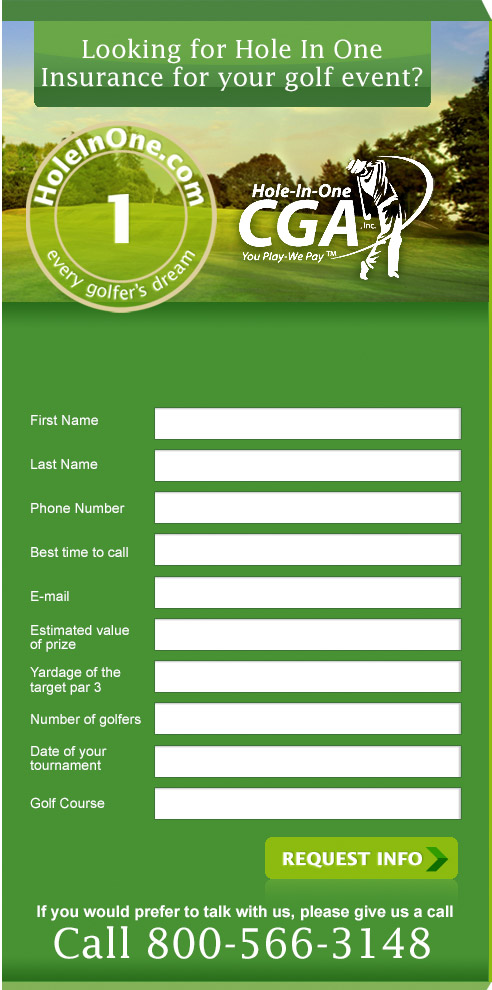 Looking for Hole In One
Insurance for your golf event?
HoleInOne.com
1
every golfer's dream
Hole-In-One
CGA, Inc.
You Play-We Pay™
First Name
Last Name
Phone Number
Best time to call
E-mail
Estimated value
of prize
Yardage of the
target par 3
Number of golfers
Date of your
tournament
Golf Course
REQUEST INFO
If you would prefer to talk with us, please give us a call
Call 800-566-3148